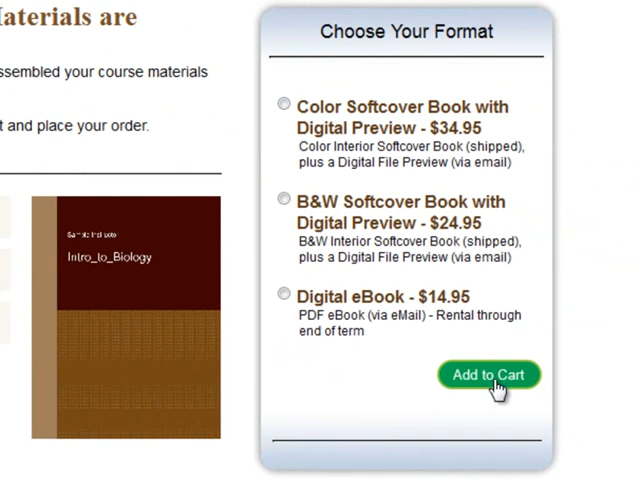 aterials are
ssembled your course materials
t and place your order.
Intro_to_Biology
Choose Your Format
Color Softcover Book with
Digital Preview - $34.95
Color Interior Softcover Book (shipped),
plus a Digital File Preview (via email)
B&W Softcover Book with
Digital Preview - $24.95
B&W Interior Softcover Book (shipped),
plus a Digital File Preview (via email)
Digital eBook - $14.95
PDF eBook (via eMail) - Rental through
end of term
Add to Cart